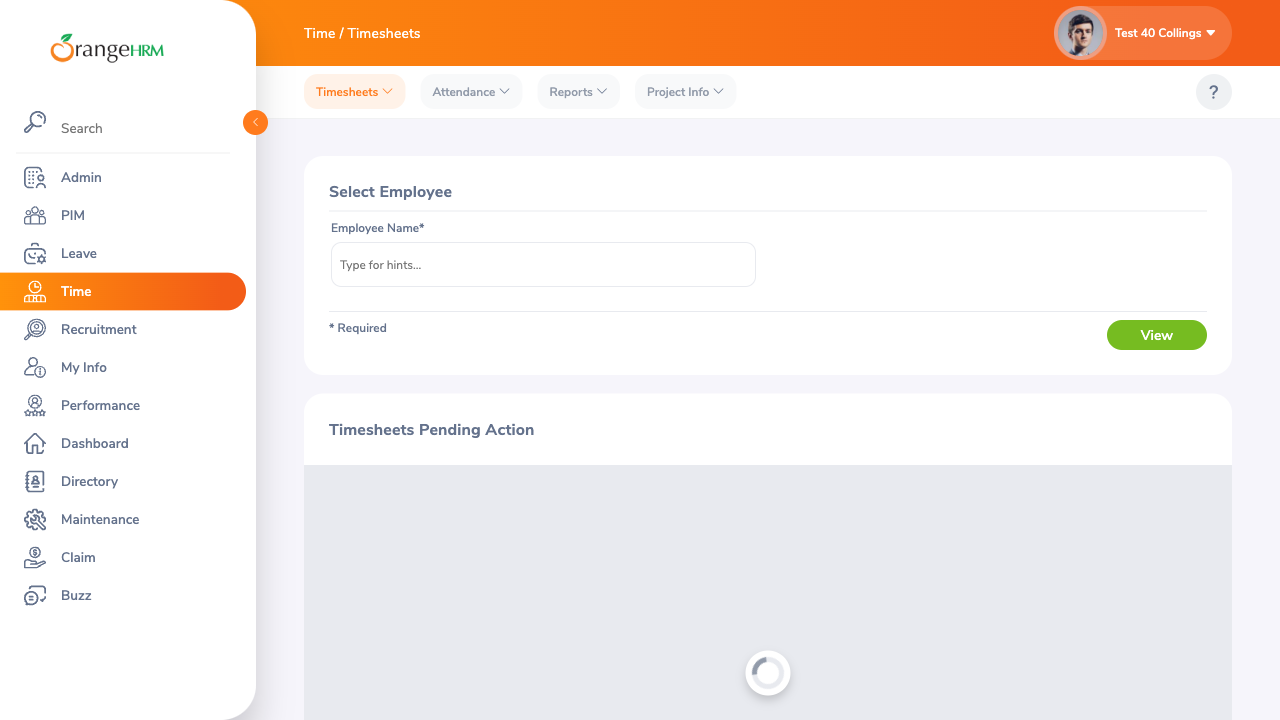 OrangeHRM
Time / Timesheets
Test 40 Collings
Timesheets
Attendance
Reports
Project Info
?
Search
Admin
PIM
Leave
Time
Recruitment
My Info
Performance
Dashboard
Directory
Maintenance
Claim
Buzz
Select Employee
Employee Name*
Type for hints...
* Required
View
Timesheets Pending Action